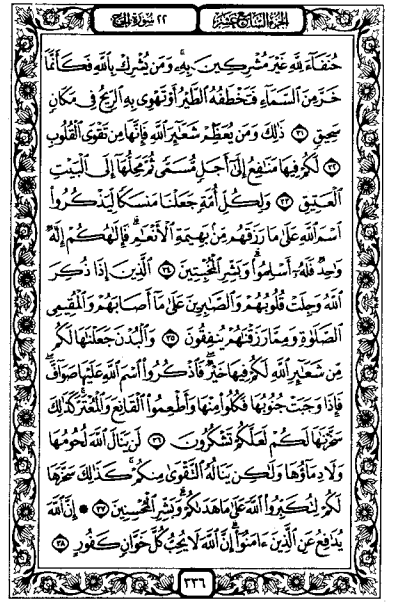 الجزء السابع عشر
٢٢ سورة الحج
حُنَفَآءَ لِلَّهِ غَيْرَ مُشْرِكِينَ بِهِۦ وَمَن يُشْرِكْ بِٱللَّهِ فَكَأَنَّمَا
خَرَّ مِنَ ٱلسَّمَآءِ فَتَخْطَفُهُ ٱلطَّيْرُ أَوْ تَهْوِى بِهِ ٱلرِّيحُ فِى مَكَانٍ
سَحِيقٍ ٣١ ذَٰلِكَ وَمَن يُعَظِّمْ شَعَٰٓئِرَ ٱللَّهِ فَإِنَّهَا مِن تَقْوَى ٱلْقُلُوبِ
٣٢ لَكُمْ فِيهَا مَنَٰفِعُ إِلَىٰٓ أَجَلٍ مُّسَمًّى ثُمَّ مَحِلُّهَآ إِلَى ٱلْبَيْتِ
ٱلْعَتِيقِ ٣٣ وَلِكُلِّ أُمَّةٍ جَعَلْنَا مَنسَكًا لِّيَذْكُرُوا۟
ٱسْمَ ٱللَّهِ عَلَىٰ مَا رَزَقَهُم مِّنۢ بَهِيمَةِ ٱلْأَنْعَٰمِ ۗ فَإِلَٰهُكُمْ إِلَٰهٌ
وَٰحِدٌ فَلَهُۥٓ أَسْلِمُوا۟ ۗ وَبَشِّرِ ٱلْمُخْبِتِينَ ٣٤ ٱلَّذِينَ إِذَا ذُكِرَ
ٱللَّهُ وَجِلَتْ قُلُوبُهُمْ وَٱلصَّٰبِرِينَ عَلَىٰ مَآ أَصَابَهُمْ وَٱلْمُقِيمِى
ٱلصَّلَوٰةِ وَمِمَّا رَزَقْنَٰهُمْ يُنفِقُونَ ٣٥ وَٱلْبُدْنَ جَعَلْنَٰهَا لَكُم
مِّن شَعَٰٓئِرِ ٱللَّهِ لَكُمْ فِيهَا خَيْرٌ ۖ فَٱذْكُرُوا۟ ٱسْمَ ٱللَّهِ عَلَيْهَا صَوَآفَّ ۖ
فَإِذَا وَجَبَتْ جُنُوبُهَا فَكُلُوا۟ مِنْهَا وَأَطْعِمُوا۟ ٱلْقَانِعَ وَٱلْمُعْتَرَّ ۚ كَذَٰلِكَ
سَخَّرْنَٰهَا لَكُمْ لَعَلَّكُمْ تَشْكُرُونَ ٣٦ لَن يَنَالَ ٱللَّهَ لُحُومُهَا
وَلَا دِمَآؤُهَا وَلَٰكِن يَنَالُهُ ٱلتَّقْوَىٰ مِنكُمْ ۚ كَذَٰلِكَ سَخَّرَهَا
لَكُمْ لِتُكَبِّرُوا۟ ٱللَّهَ عَلَىٰ مَا هَدَىٰكُمْ ۗ وَبَشِّرِ ٱلْمُحْسِنِينَ ٣٧ ۞ إِنَّ ٱللَّهَ
يُدَٰفِعُ عَنِ ٱلَّذِينَ ءَامَنُوٓا۟ ۗ إِنَّ ٱللَّهَ لَا يُحِبُّ كُلَّ خَوَّانٍ كَفُورٍ ٣٨
٣٣٦